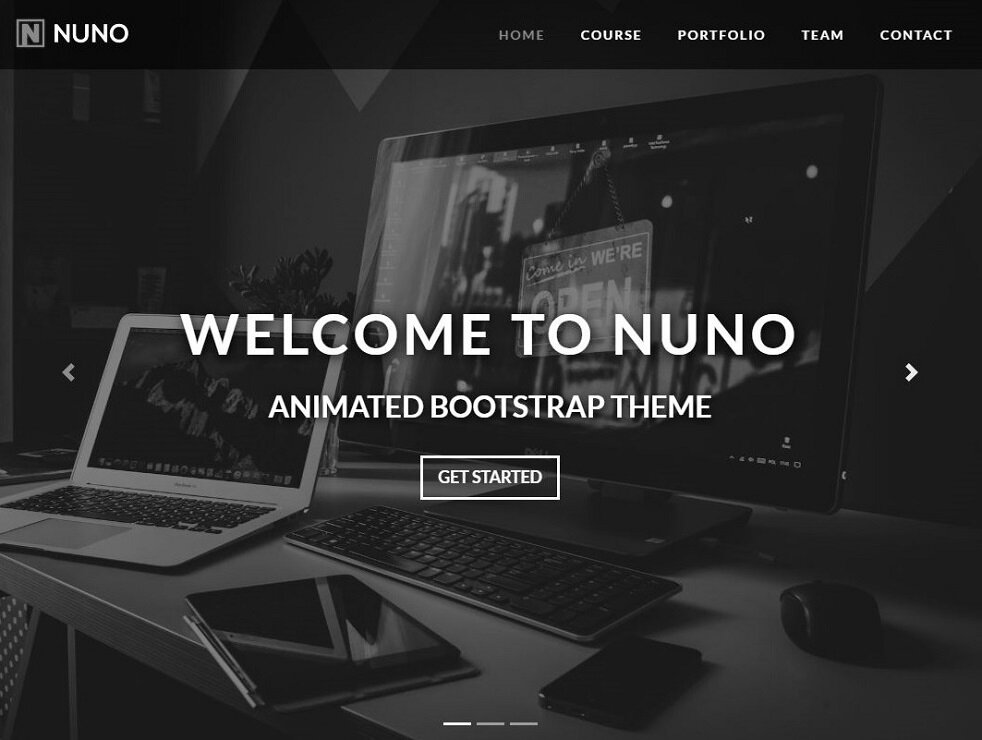 NUNO
HOME COURSE PORTFOLIO TEAM CONTACT
come in WE'RE
OPEN
WELCOME TO NUNO
ANIMATED BOOTSTRAP THEME
GET STARTED